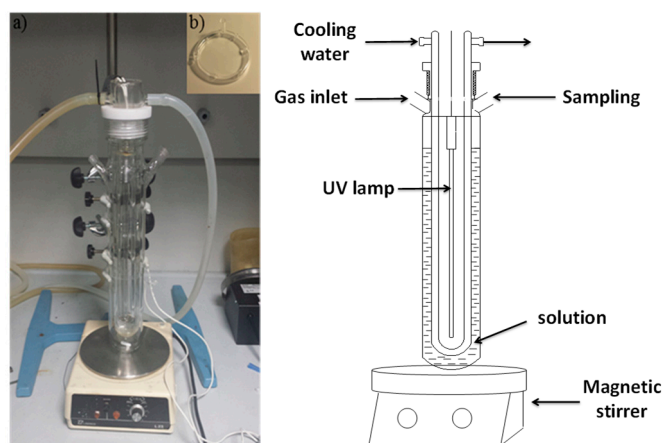 a)
b)
Cooling
water
Gas inlet
Sampling
UV lamp
solution
Magnetic
stirrer